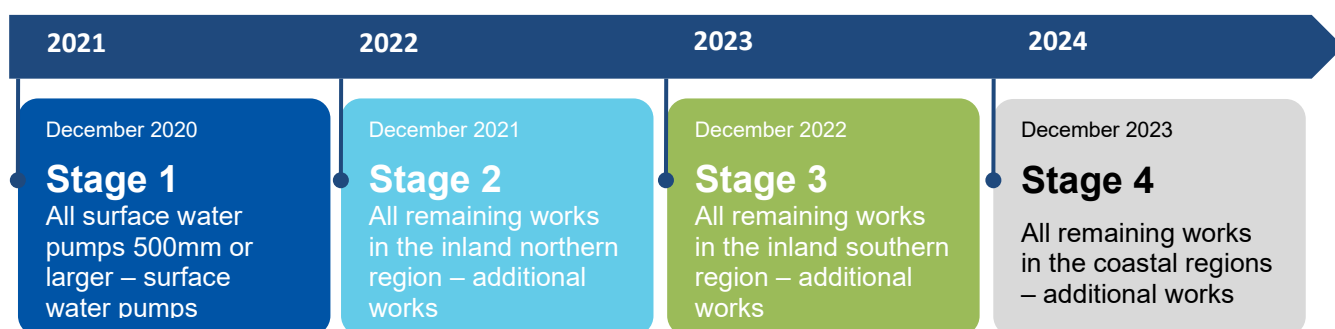 2021
2022
2023
2024
December 2020
Stage 1
All surface water
pumps 500mm or
larger – surface
water pumps
December 2021
Stage 2
All remaining works
in the inland northern
region – additional
works
December 2022
Stage 3
All remaining works
in the inland southern
region – additional
works
December 2023
Stage 4
All remaining works
in the coastal regions
– additional works